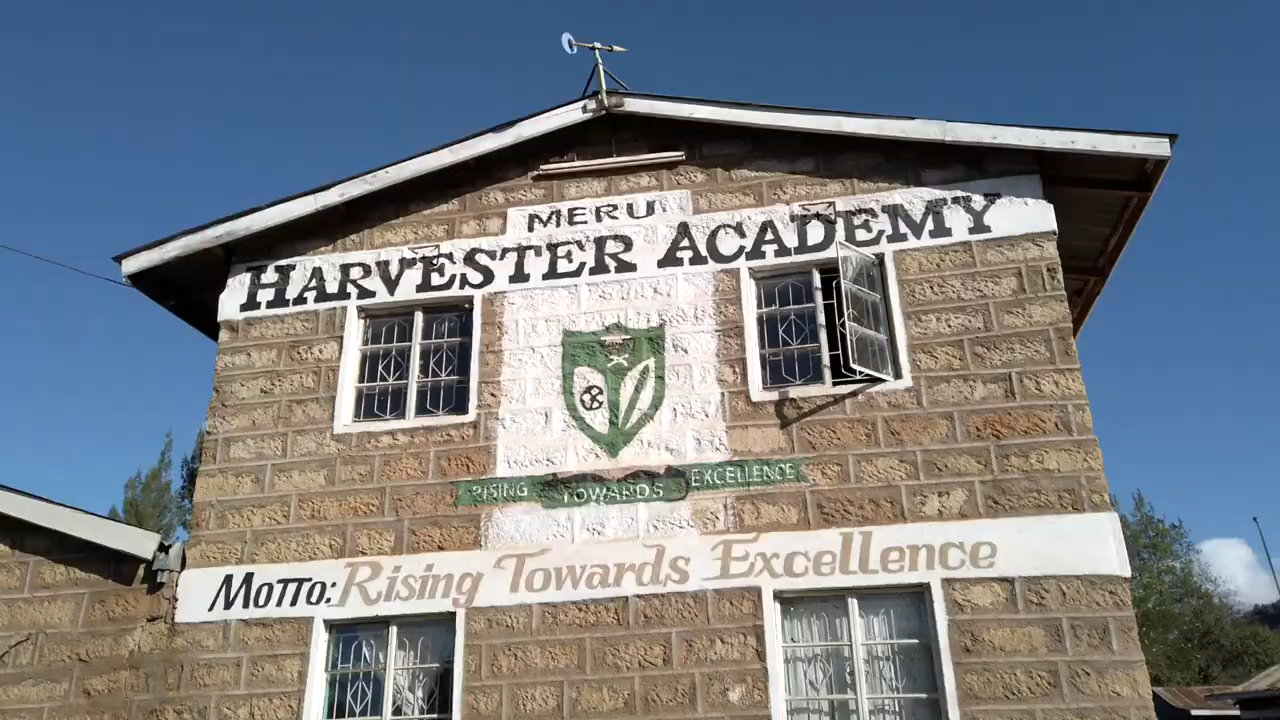 MERU
HARVESTER ACADEMY
RISING TOWARDS EXCELLENCE
MOTTO: Rising Towards Excellence